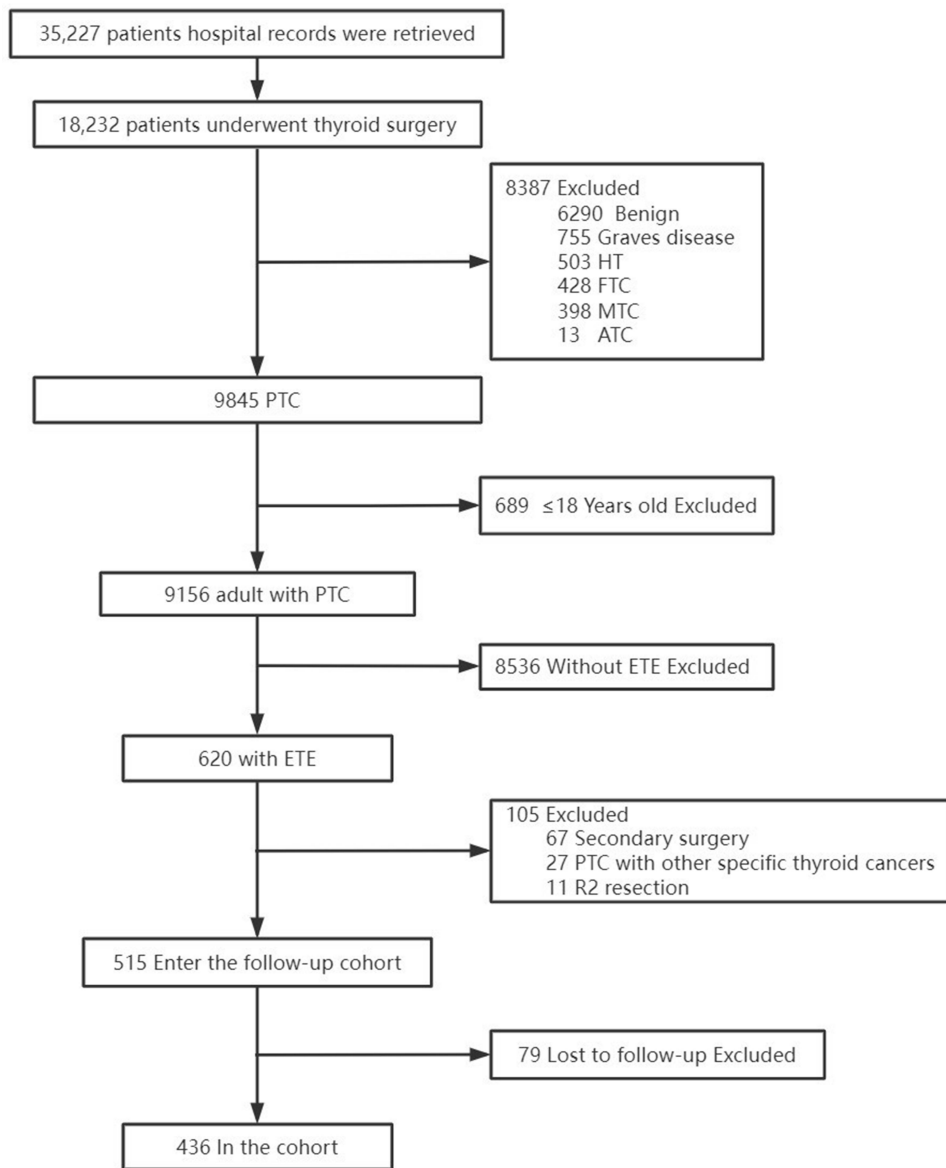 35,227 patients hospital records were retrieved
18,232 patients underwent thyroid surgery
8387 Excluded
6290 Benign
755 Graves disease
503 HT
428 FTC
398 MTC
13 ATC
9845 PTC
689 ≤18 Years old Excluded
9156 adult with PTC
8536 Without ETE Excluded
620 with ETE
105 Excluded
67 Secondary surgery
27 PTC with other specific thyroid cancers
11 R2 resection
515 Enter the follow-up cohort
79 Lost to follow-up Excluded
436 In the cohort